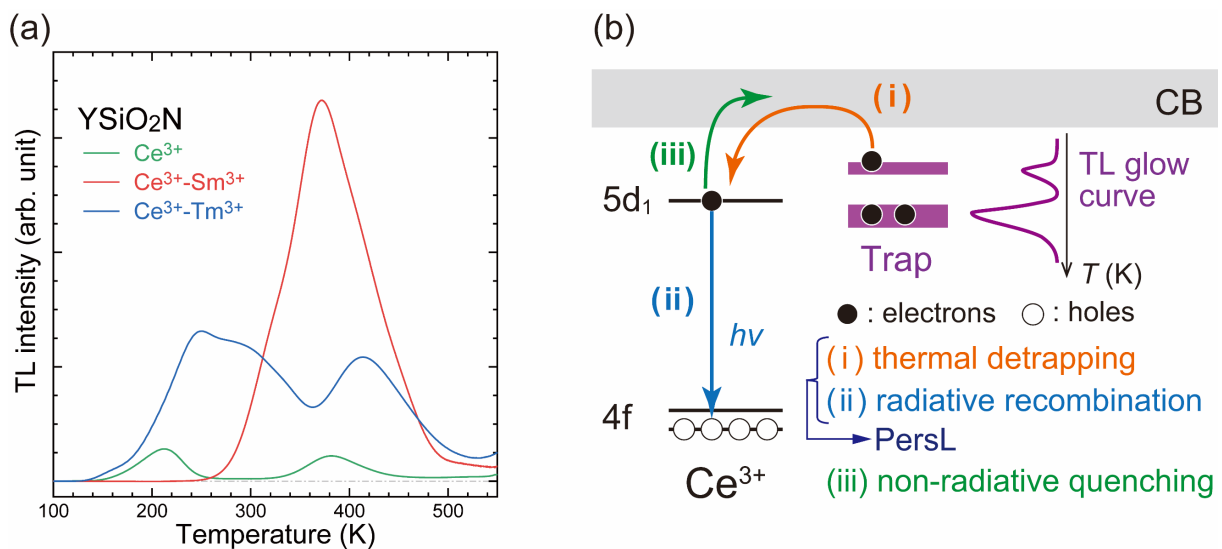 (a)
YSiO₂N
Ce³⁺
Ce³⁺-Sm³⁺
Ce³⁺-Tm³⁺
TL intensity (arb. unit)
100 200 300 400 500
Temperature (K)
(b)
CB
(i)
(iii)
5d₁
TL glow
curve
Trap
T (K)
(ii)
hν
: electrons : holes
(i) thermal detrapping
(ii) radiative recombination
PersL
(iii) non-radiative quenching
4f
Ce³⁺